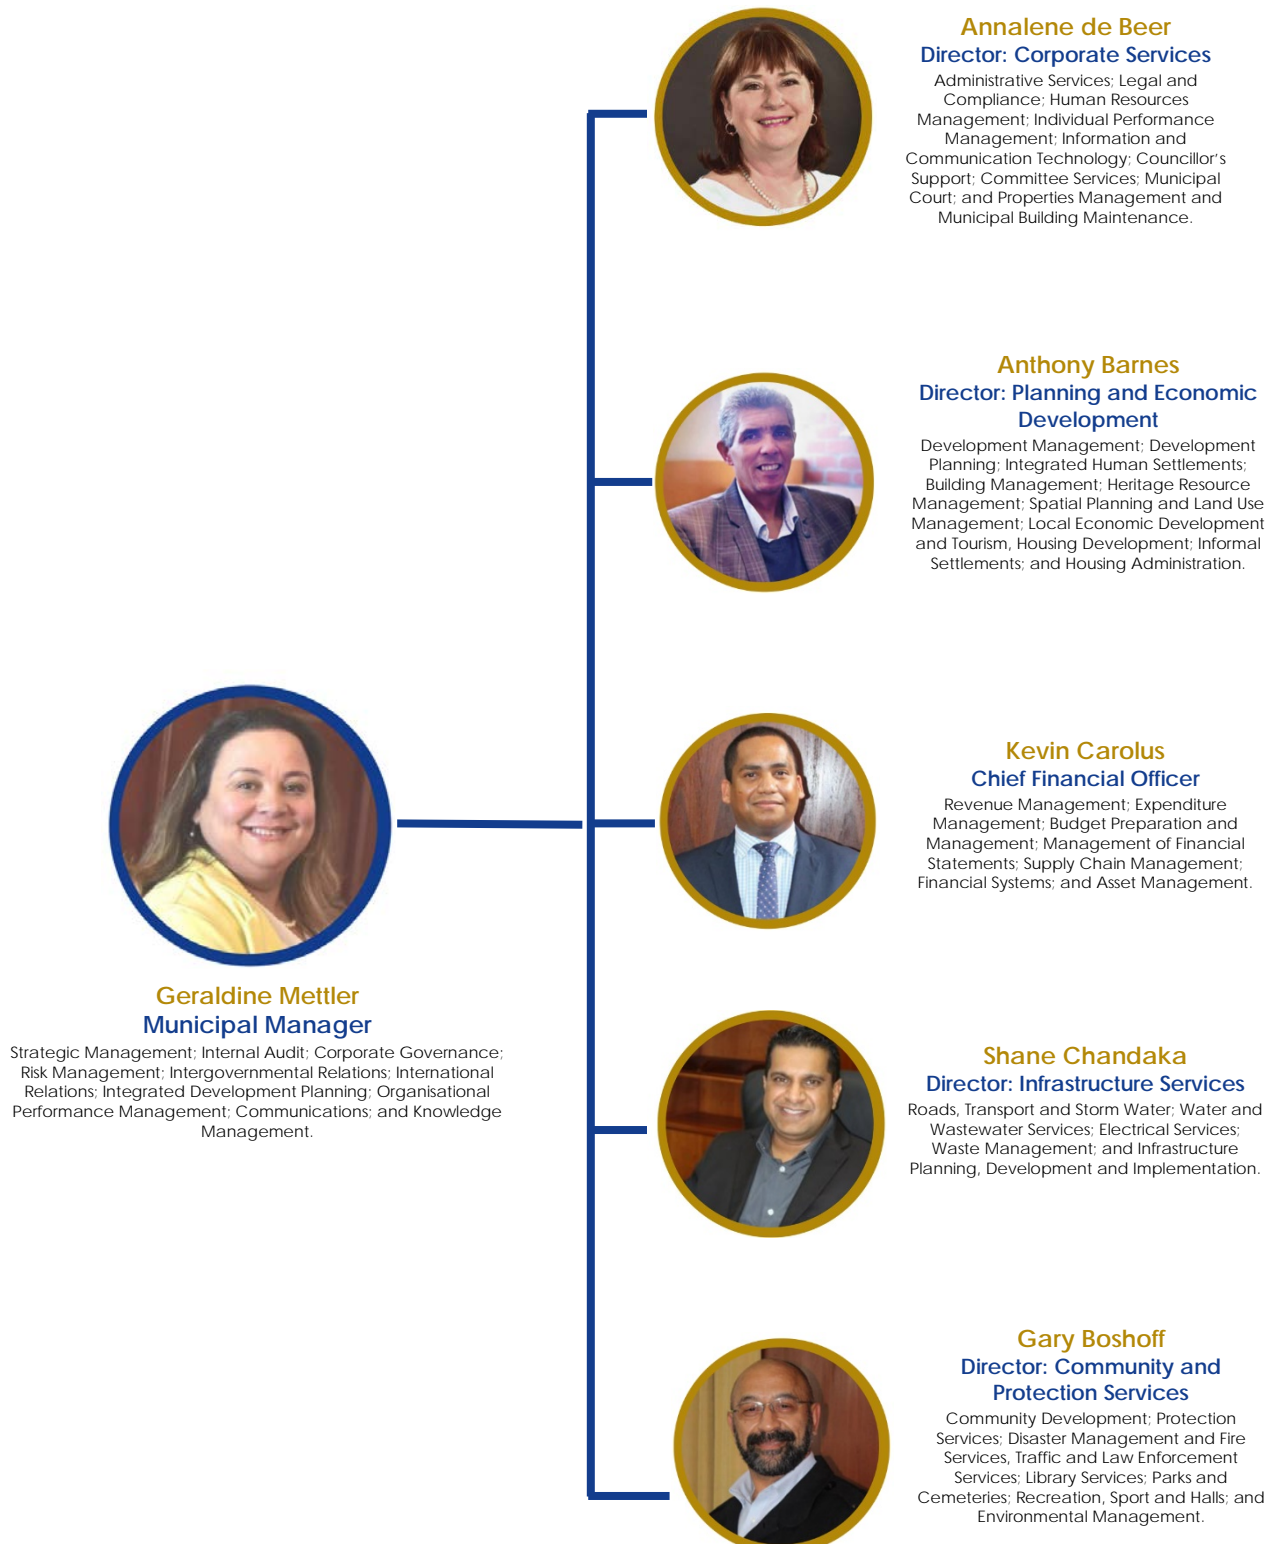 Annalene de Beer
Director: Corporate Services
Administrative Services; Legal and
Compliance; Human Resources
Management; Individual Performance
Management; Information and
Communication Technology; Councillor's
Support; Committee Services; Municipal
Court; and Properties Management and
Municipal Building Maintenance.
Anthony Barnes
Director: Planning and Economic
Development
Development Management; Development
Planning; Integrated Human Settlements;
Building Management; Heritage Resource
Management; Spatial Planning and Land Use
Management; Local Economic Development
and Tourism, Housing Development; Informal
Settlements; and Housing Administration.
Kevin Carolus
Chief Financial Officer
Revenue Management; Expenditure
Management; Budget Preparation and
Management; Management of Financial
Statements; Supply Chain Management;
Financial Systems; and Asset Management.
Geraldine Mettler
Municipal Manager
Strategic Management; Internal Audit; Corporate Governance;
Risk Management; Intergovernmental Relations; International
Relations; Integrated Development Planning; Organisational
Performance Management; Communications; and Knowledge
Management.
Shane Chandaka
Director: Infrastructure Services
Roads, Transport and Storm Water; Water and
Wastewater Services; Electrical Services;
Waste Management; and Infrastructure
Planning, Development and Implementation.
Gary Boshoff
Director: Community and
Protection Services
Community Development; Protection
Services; Disaster Management and Fire
Services, Traffic and Law Enforcement
Services; Library Services; Parks and
Cemeteries; Recreation, Sport and Halls; and
Environmental Management.